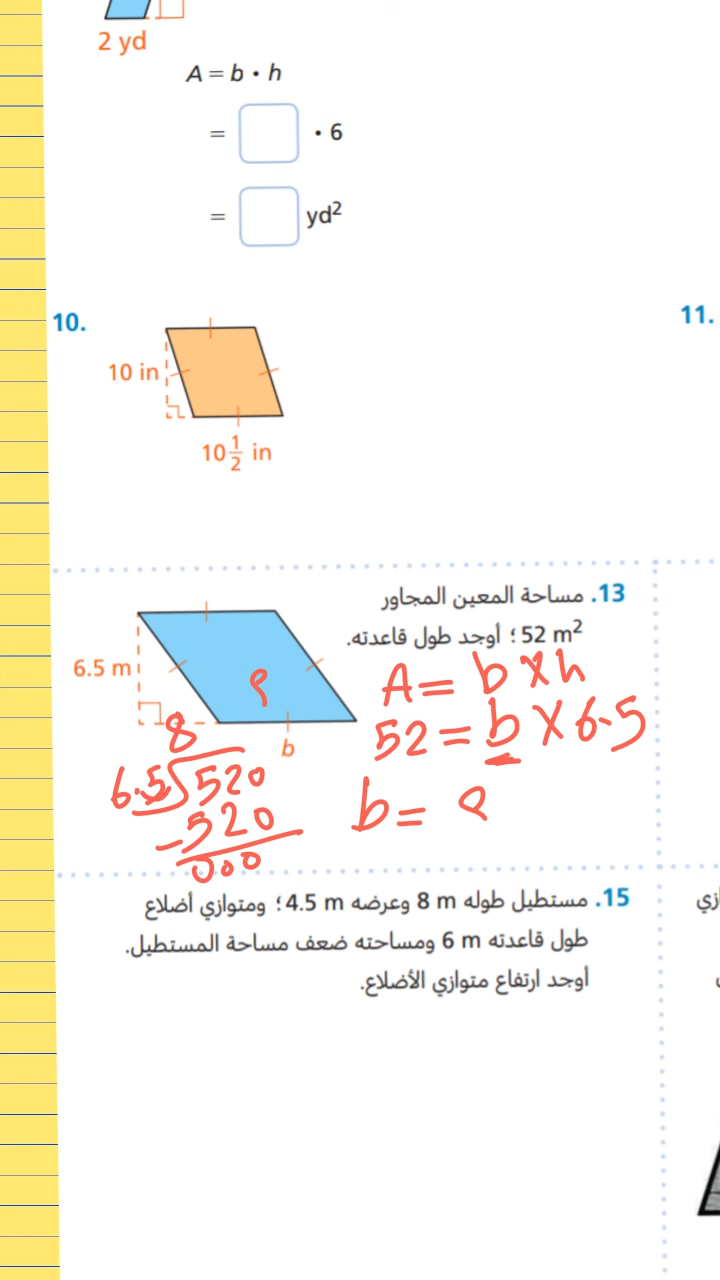 2 yd
A = b • h
= • 6
= yd²
10.
11.
10 in
10 1/2 in
13. مساحة المعين المجاور
52 m² ؛ أوجد طول قاعدته.
6.5 m
؟
b
A = b × h
52 = b × 6.5
b = ؟
8
6.5 520
-520
000
15. مستطيل طوله 8 m وعرضه 4.5 m؛ ومتوازي أضلاع
طول قاعدته 6 m ومساحته ضعف مساحة المستطيل.
أوجد ارتفاع متوازي الأضلاع.